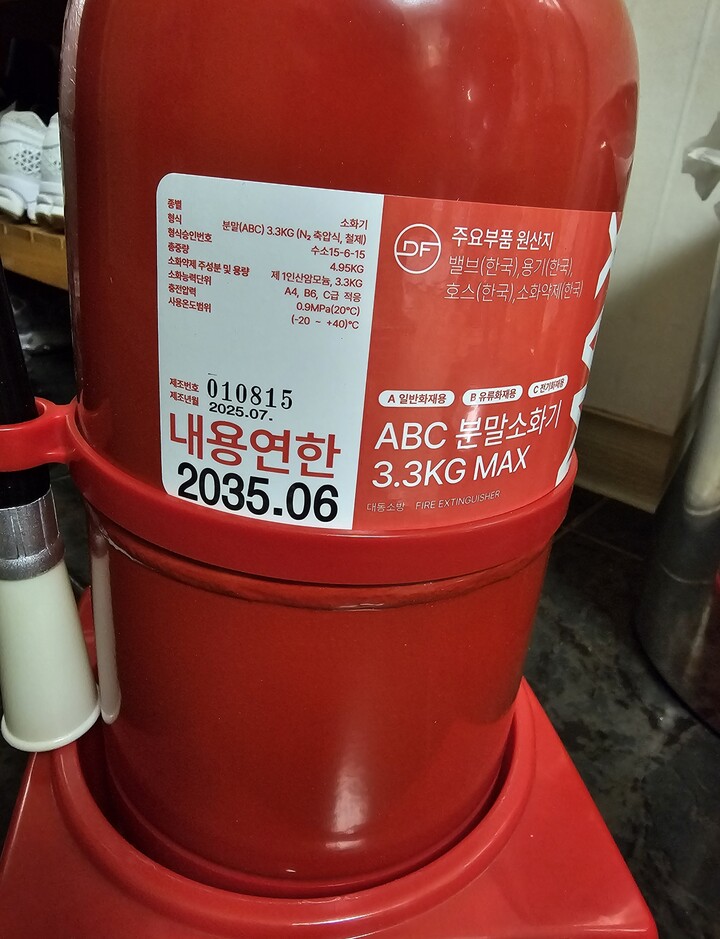 종별 소화기
형식 분말(ABC) 3.3KG (N₂ 축압식, 철제)
형식승인번호 수소15-6-15
총중량 4.95KG
소화약제 주성분 및 용량 제 1인산암모늄, 3.3KG
소화능력단위 A4, B6, C급 적응
충전압력 0.9MPa(20°C)
사용온도범위 (-20 ~ +40)°C
제조번호 010815
제조년월 2025.07.
내용연한
2035.06
DF
주요부품 원산지
밸브(한국),용기(한국),
호스(한국),소화약제(한국)
A 일반화재용 B 유류화재용 C 전기화재용
ABC 분말소화기
3.3KG MAX
대동소방 FIRE EXTINGUISHER